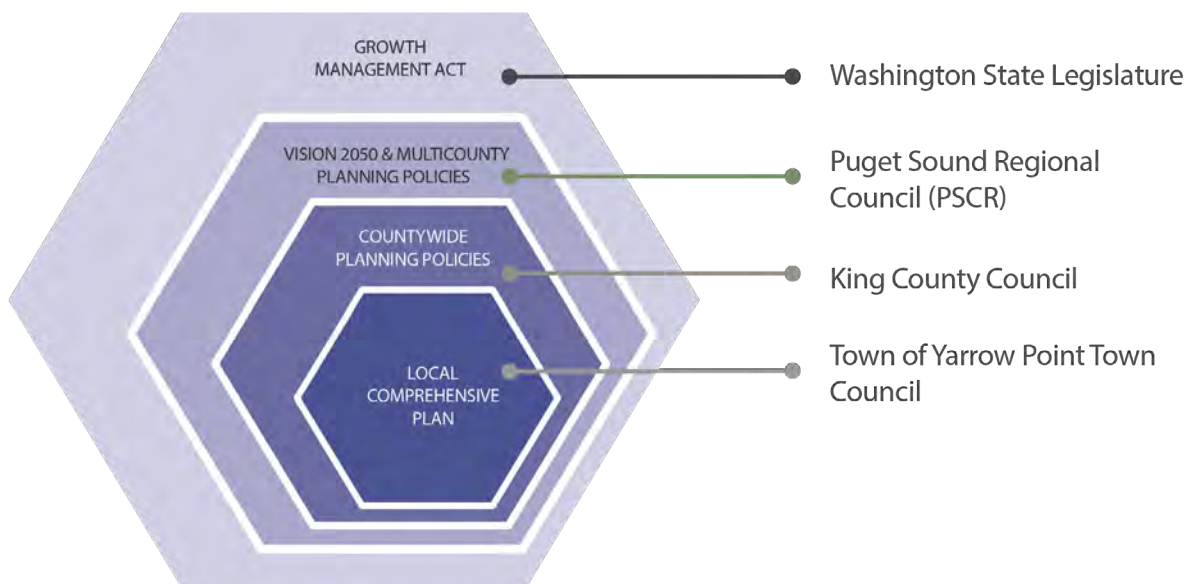 GROWTH
MANAGEMENT ACT
Washington State Legislature
VISION 2050 & MULTICOUNTY
PLANNING POLICIES
Puget Sound Regional
Council (PSCR)
COUNTYWIDE
PLANNING POLICIES
King County Council
LOCAL
COMPREHENSIVE
PLAN
Town of Yarrow Point Town
Council